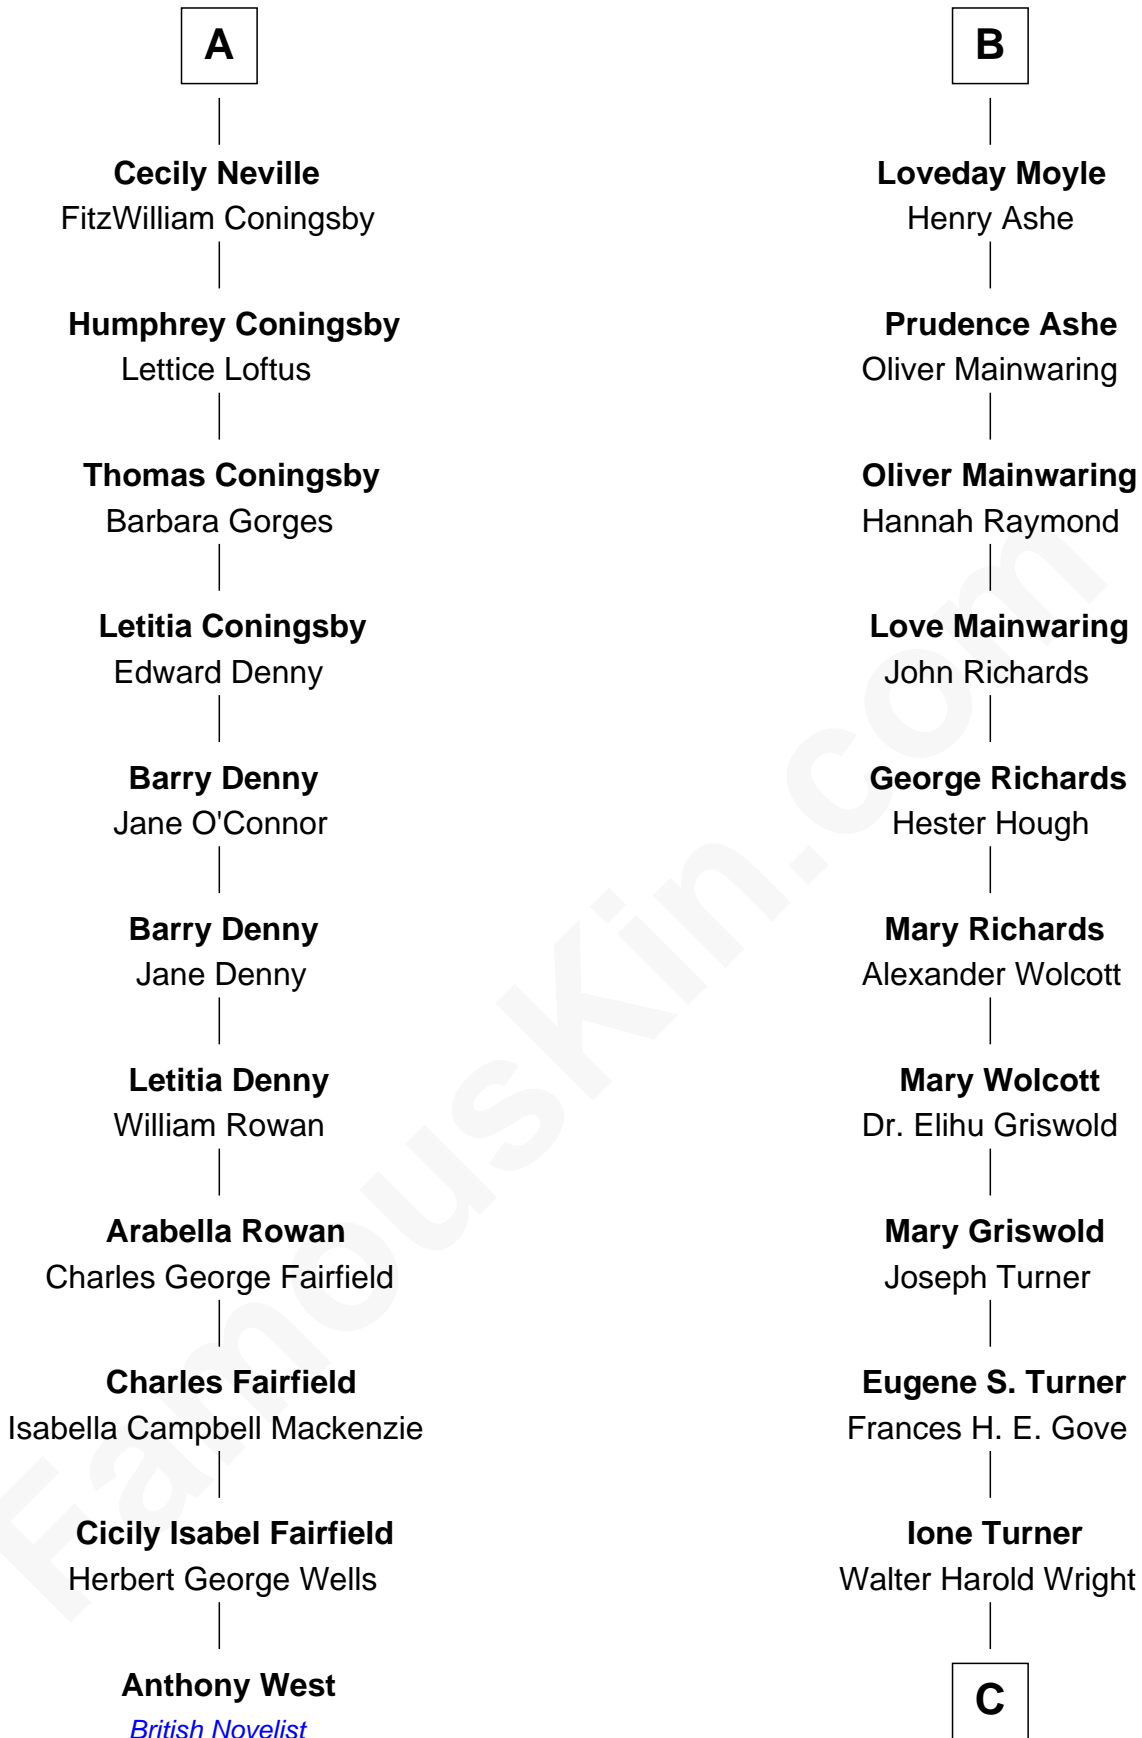 A
Cecily Neville
FitzWilliam Coningsby
Humphrey Coningsby
Lettice Loftus
Thomas Coningsby
Barbara Gorges
Letitia Coningsby
Edward Denny
Barry Denny
Jane O'Connor
Barry Denny
Jane Denny
Letitia Denny
William Rowan
Arabella Rowan
Charles George Fairfield
Charles Fairfield
Isabella Campbell Mackenzie
Cicily Isabel Fairfield
Herbert George Wells
Anthony West
British Novelist
B
Loveday Moyle
Henry Ashe
Prudence Ashe
Oliver Mainwaring
Oliver Mainwaring
Hannah Raymond
Love Mainwaring
John Richards
George Richards
Hester Hough
Mary Richards
Alexander Wolcott
Mary Wolcott
Dr. Elihu Griswold
Mary Griswold
Joseph Turner
Eugene S. Turner
Frances H. E. Gove
Ione Turner
Walter Harold Wright
C
FamousKin.com